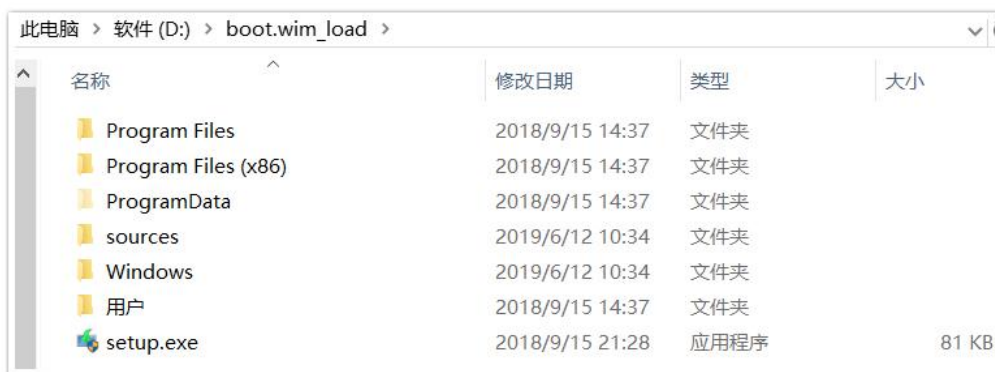 此电脑 > 软件 (D:) > boot.wim_load >
名称 修改日期 类型 大小
Program Files 2018/9/15 14:37 文件夹
Program Files (x86) 2018/9/15 14:37 文件夹
ProgramData 2018/9/15 14:37 文件夹
sources 2019/6/12 10:34 文件夹
Windows 2019/6/12 10:34 文件夹
用户 2018/9/15 14:37 文件夹
setup.exe 2018/9/15 21:28 应用程序 81 KB